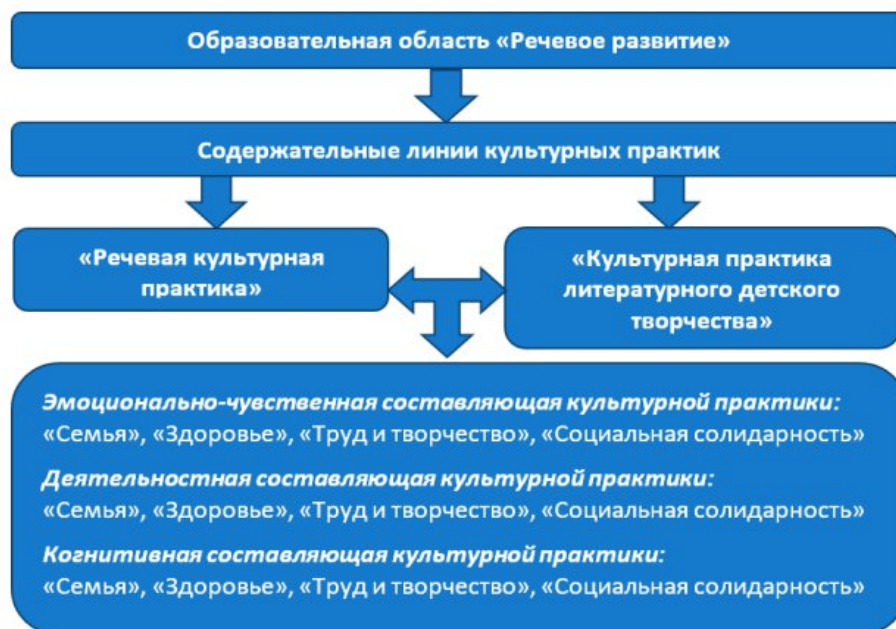 Образовательная область «Речевое развитие»
Содержательные линии культурных практик
«Речевая культурная
практика»
«Культурная практика
литературного детского
творчества»
Эмоционально-чувственная составляющая культурной практики:
«Семья», «Здоровье», «Труд и творчество», «Социальная солидарность»
Деятельностная составляющая культурной практики:
«Семья», «Здоровье», «Труд и творчество», «Социальная солидарность»
Когнитивная составляющая культурной практики:
«Семья», «Здоровье», «Труд и творчество», «Социальная солидарность»